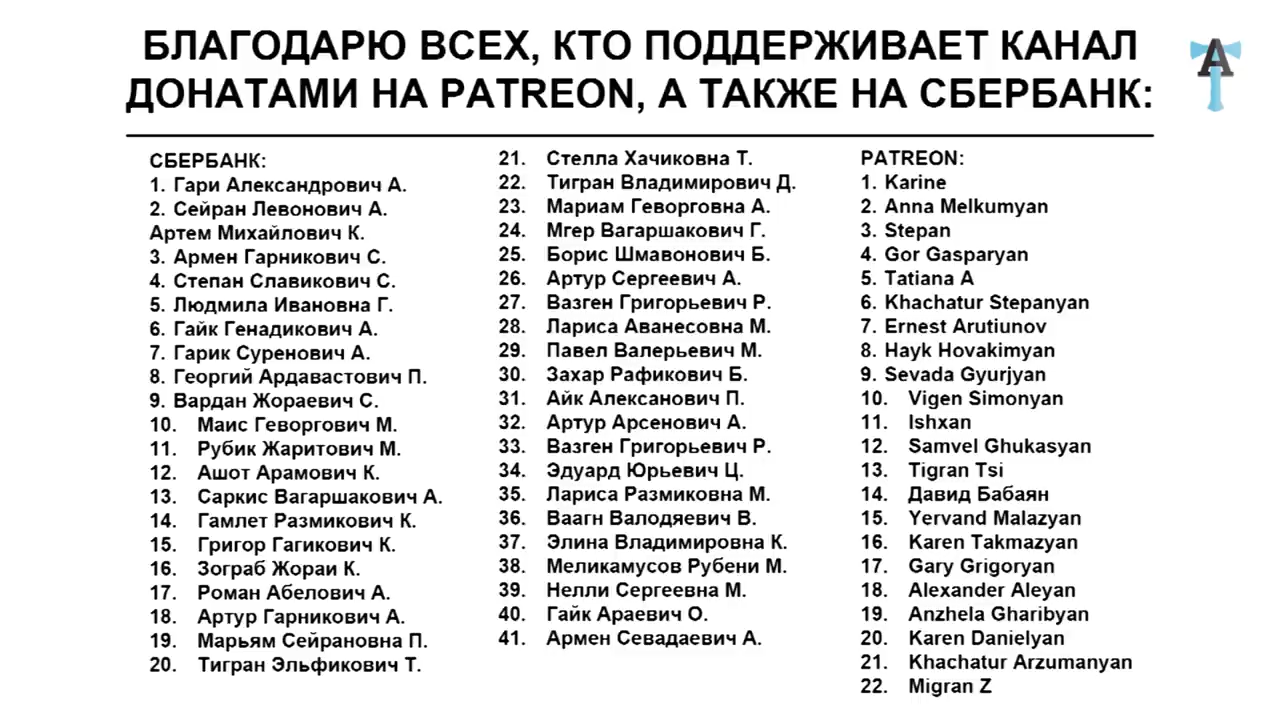 БЛАГОДАРЮ ВСЕХ, КТО ПОДДЕРЖИВАЕТ КАНАЛ
ДОНАТАМИ НА PATREON, А ТАКЖЕ НА СБЕРБАНК:
СБЕРБАНК:
1. Гари Александрович А.
2. Сейран Левонович А.
Артем Михайлович К.
3. Армен Гарникович С.
4. Степан Славикович С.
5. Людмила Ивановна Г.
6. Гайк Генадикович А.
7. Гарик Суренович А.
8. Георгий Ардавастович П.
9. Вардан Жораевич С.
10. Маис Геворгович М.
11. Рубик Жаритович М.
12. Ашот Арамович К.
13. Саркис Вагаршакович А.
14. Гамлет Размикович К.
15. Григор Гагикович К.
16. Зограб Жораи К.
17. Роман Абелович А.
18. Артур Гарникович А.
19. Марьям Сейрановна П.
20. Тигран Эльфикович Т.
21. Стелла Хачиковна Т.
22. Тигран Владимирович Д.
23. Мариам Геворговна А.
24. Мгер Вагаршакович Г.
25. Борис Шмавонович Б.
26. Артур Сергеевич А.
27. Вазген Григорьевич Р.
28. Лариса Аванесовна М.
29. Павел Валерьевич М.
30. Захар Рафикович Б.
31. Айк Алексанович П.
32. Артур Арсенович А.
33. Вазген Григорьевич Р.
34. Эдуард Юрьевич Ц.
35. Лариса Размиковна М.
36. Ваагн Валодяевич В.
37. Элина Владимировна К.
38. Меликамусов Рубени М.
39. Нелли Сергеевна М.
40. Гайк Араевич О.
41. Армен Севадаевич А.
PATREON:
1. Karine
2. Anna Melkumyan
3. Stepan
4. Gor Gasparyan
5. Tatiana A
6. Khachatur Stepanyan
7. Ernest Arutiunov
8. Hayk Hovakimyan
9. Sevada Gyurjyan
10. Vigen Simonyan
11. Ishxan
12. Samvel Ghukasyan
13. Tigran Tsi
14. Давид Бабаян
15. Yervand Malazyan
16. Karen Takmazyan
17. Gary Grigoryan
18. Alexander Aleyan
19. Anzhela Gharibyan
20. Karen Danielyan
21. Khachatur Arzumanyan
22. Migran Z